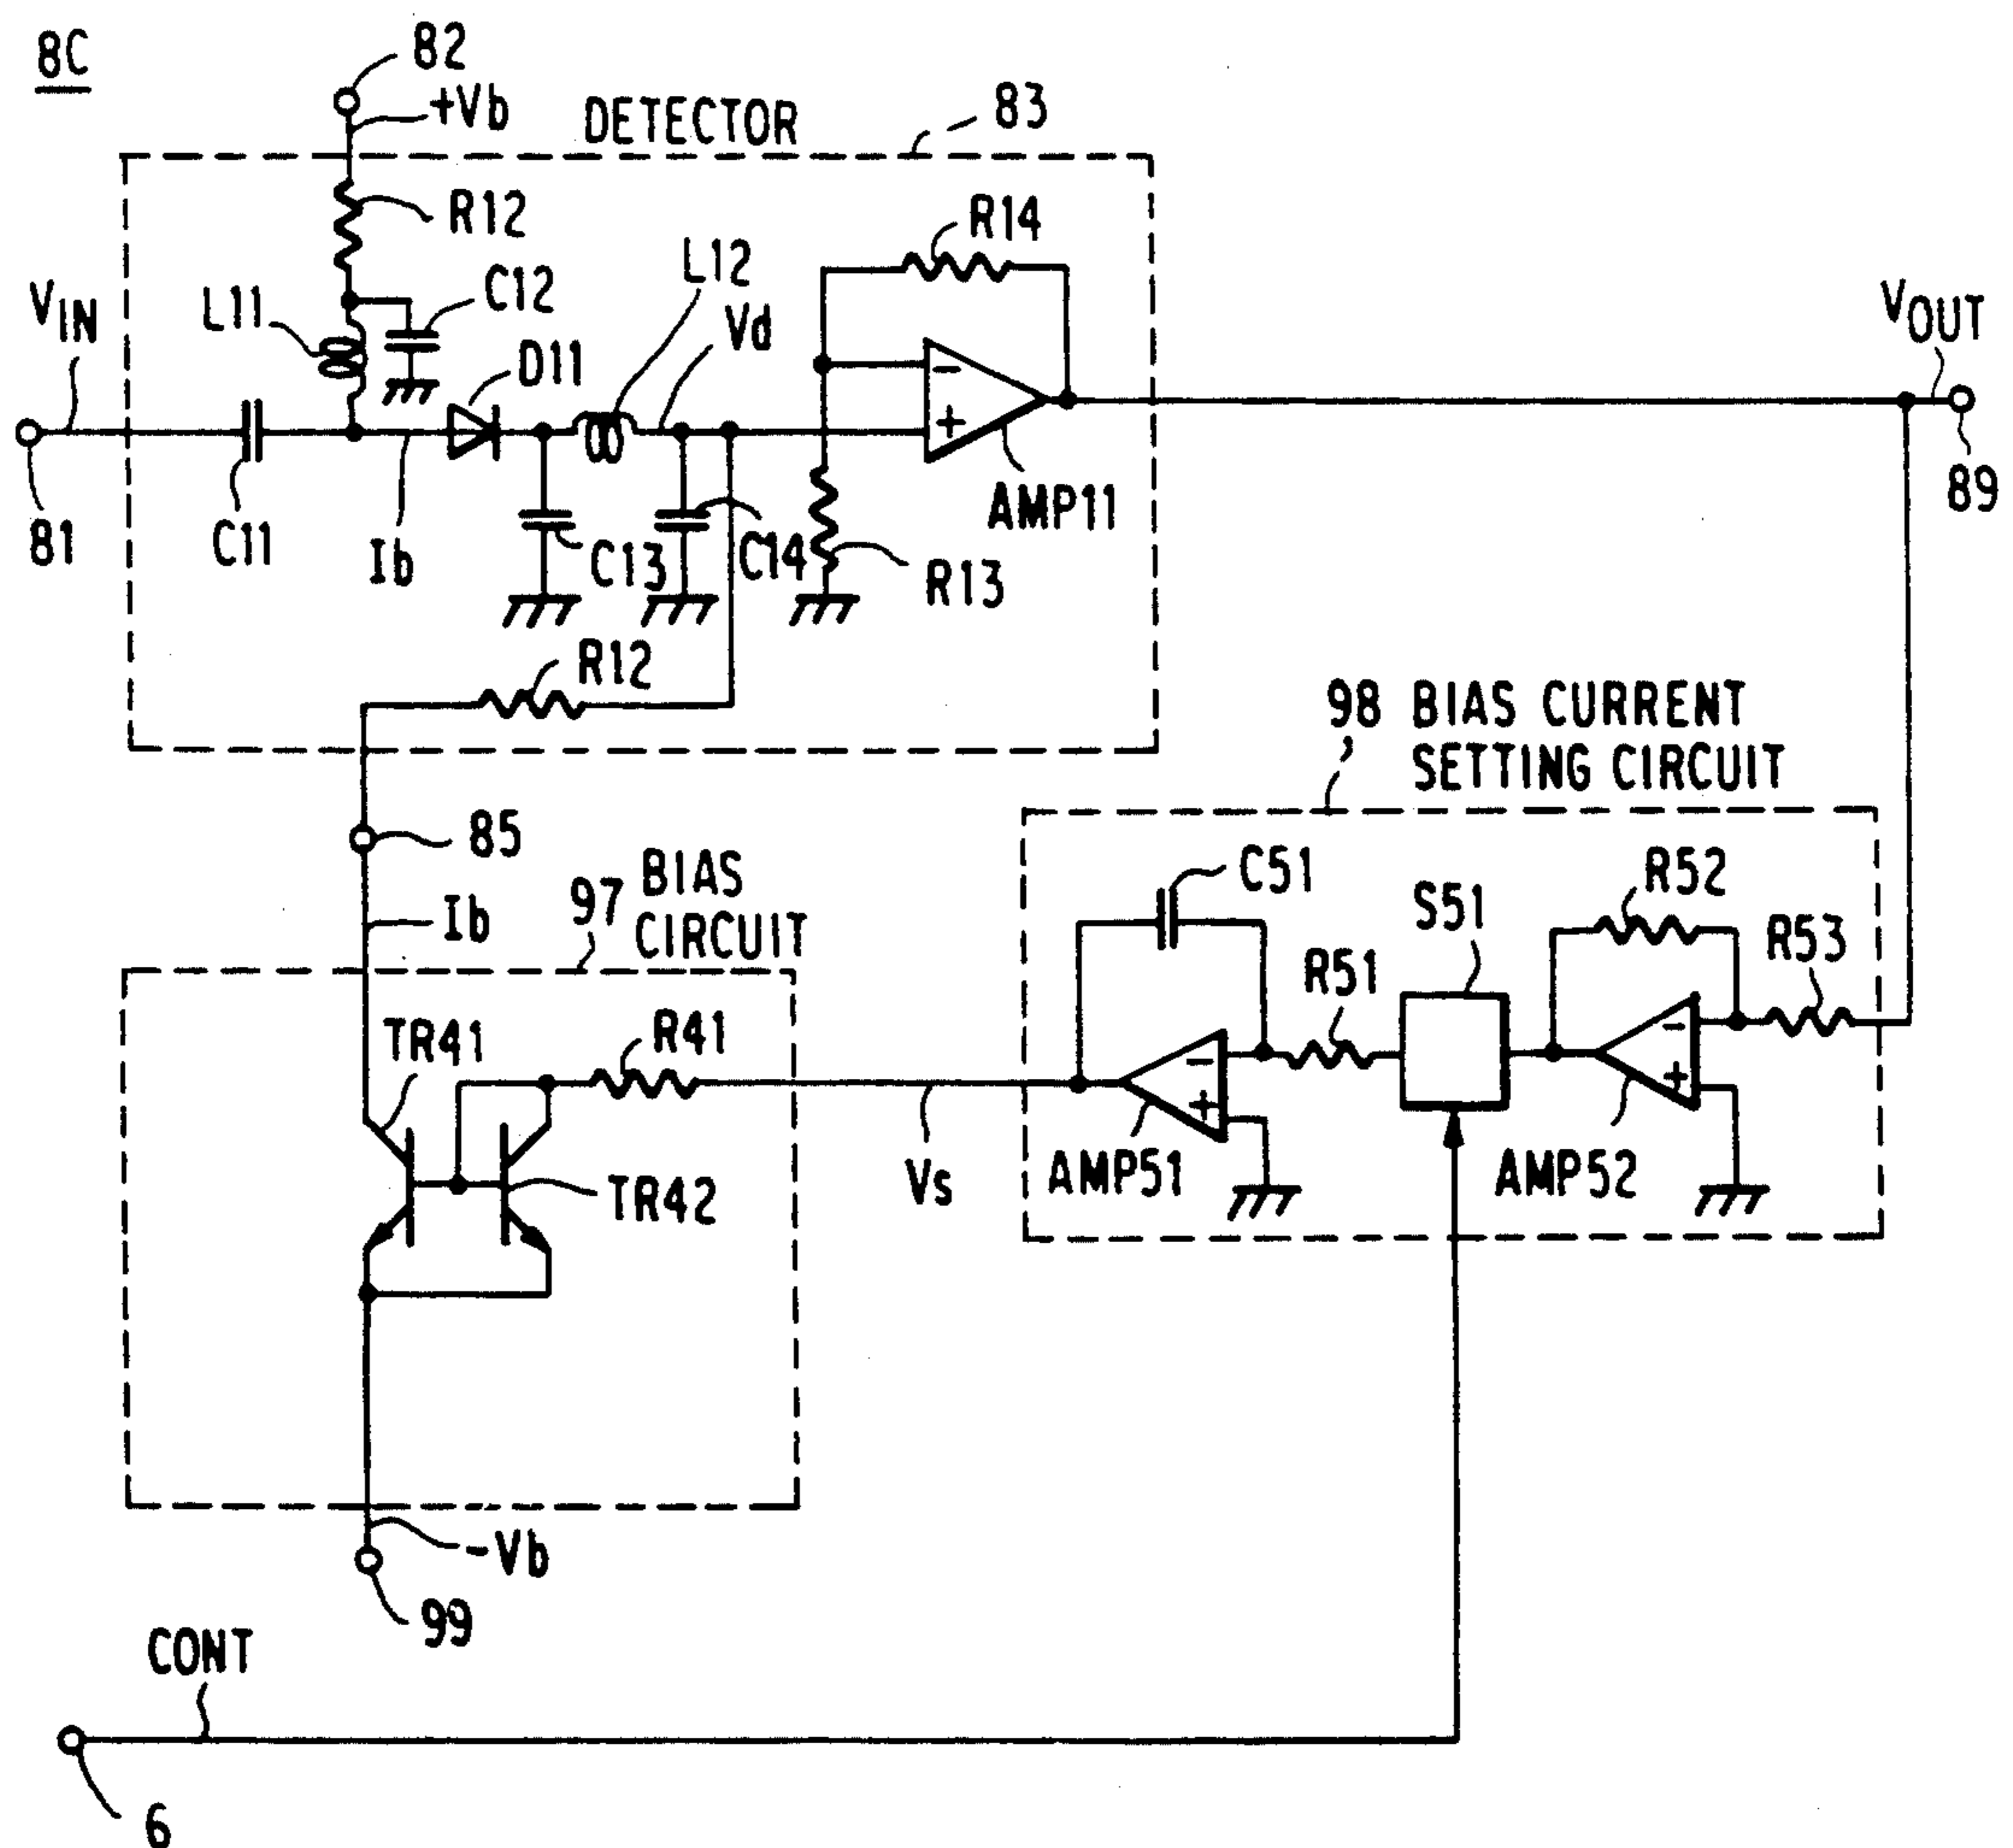 8C
82
+Vb
DETECTOR
83
R12
R14
L12
VIN
L11
C12
Vd
D11
VOUT
81
C11
Ib
C13
C14
R13
AMP11
89
R12
98 BIAS CURRENT
SETTING CIRCUIT
85
97 BIAS
CIRCUIT
C51
R52
S51
Ib
R51
R53
TR41
R41
TR42
Vs
AMP51
AMP52
-Vb
99
CONT
6
-
+
-
+
-
+